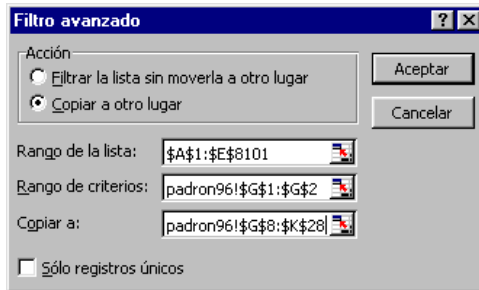 Filtro avanzado
Acción
Filtrar la lista sin moverla a otro lugar
Copiar a otro lugar
Aceptar
Cancelar
Rango de la lista: $A$1:$E$8101
Rango de criterios: padron96!$G$1:$G$2
Copiar a: padron96!$G$8:$K$28
Sólo registros únicos